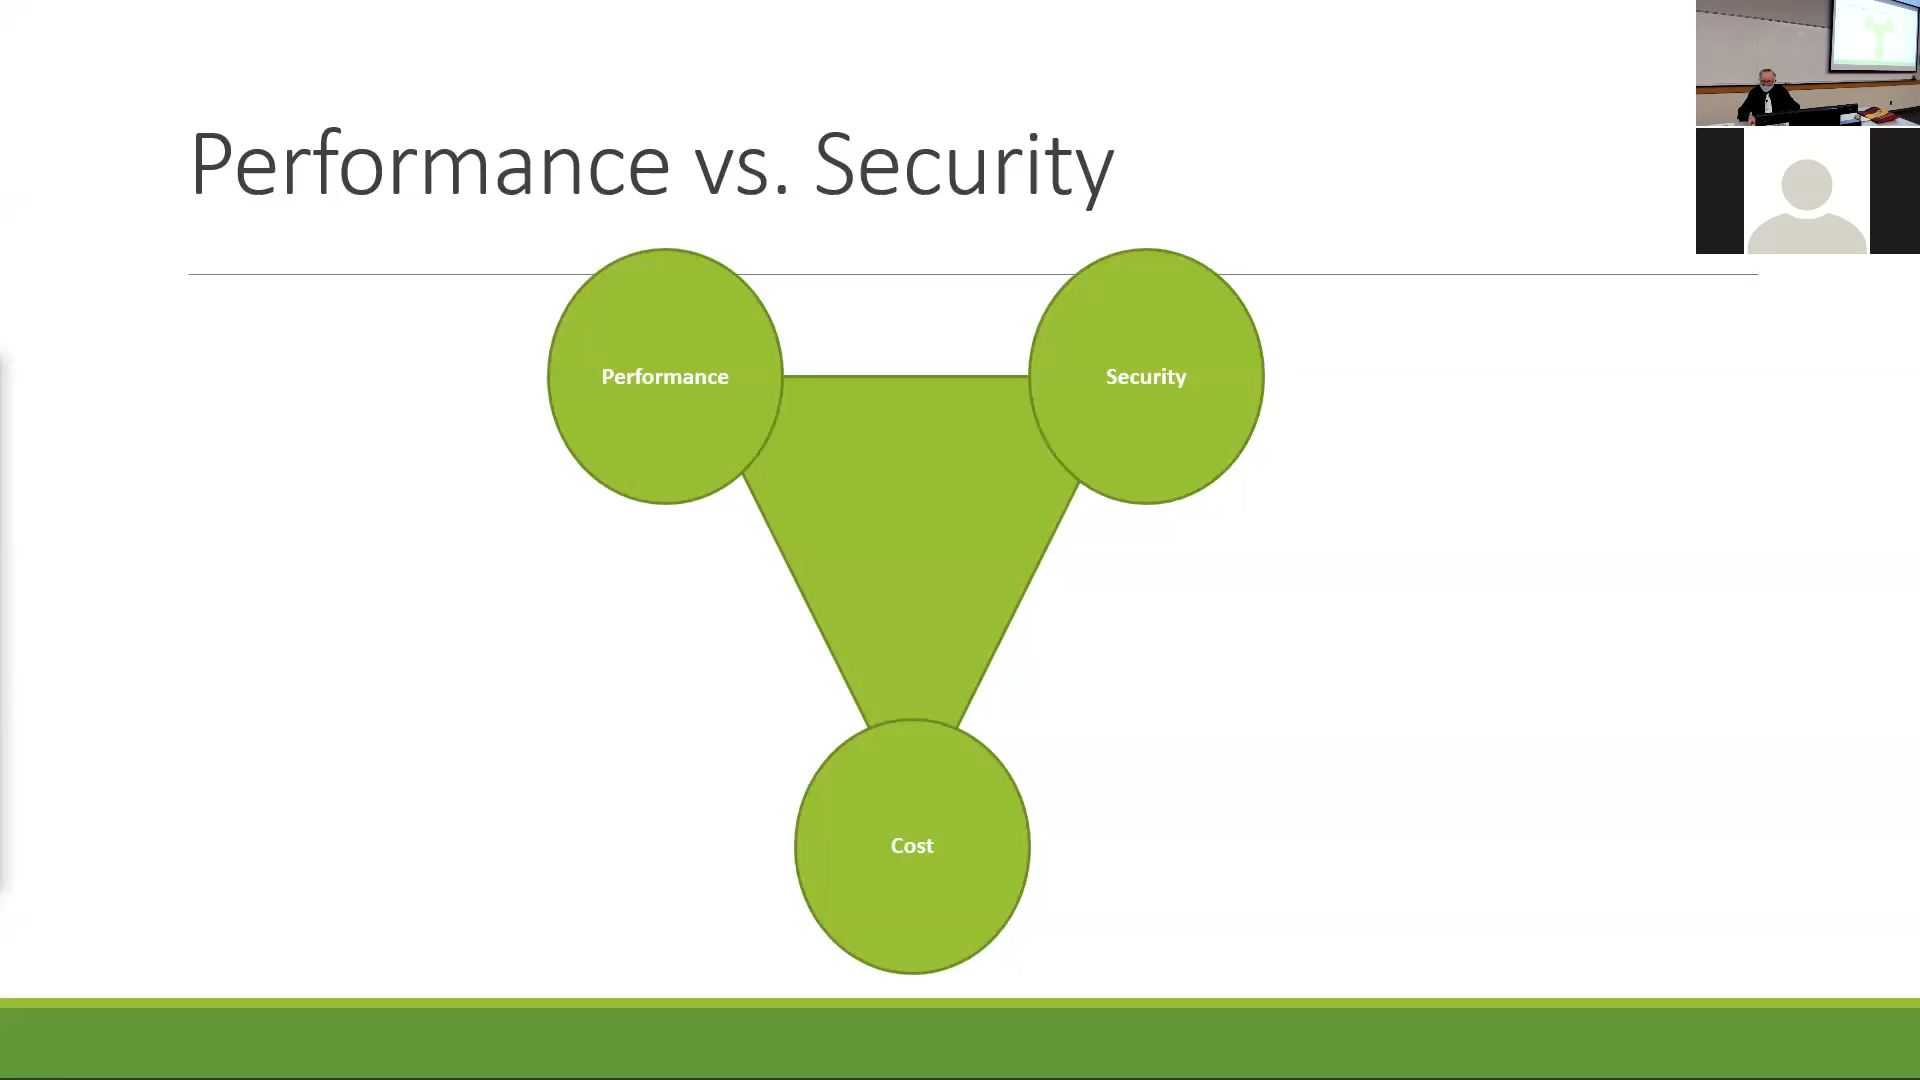 Performance vs. Security
Performance
Security
Cost